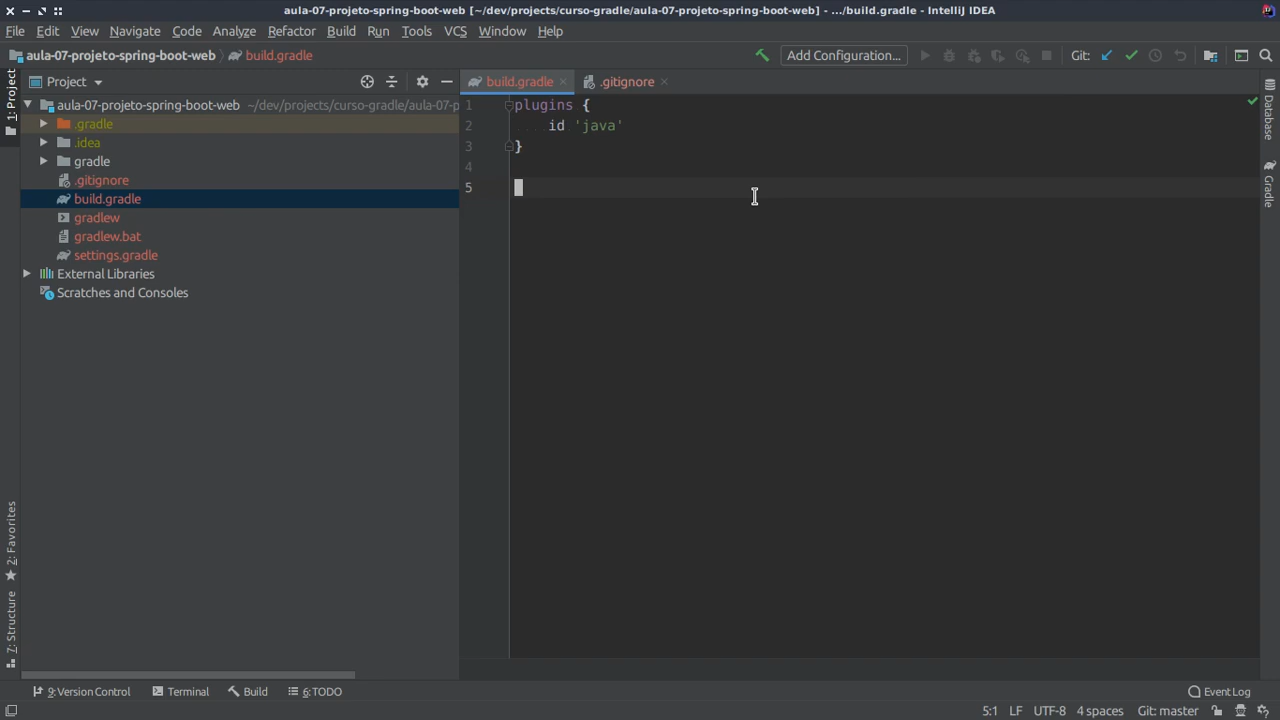 aula-07-projeto-spring-boot-web [~/dev/projects/curso-gradle/aula-07-projeto-spring-boot-web] - .../build.gradle - IntelliJ IDEA
File Edit View Navigate Code Analyze Refactor Build Run Tools VCS Window Help
aula-07-projeto-spring-boot-web build.gradle Add Configuration... Git:
1: Project
Project
aula-07-projeto-spring-boot-web ~/dev/projects/curso-gradle/aula-07-p
.gradle
.idea
gradle
.gitignore
build.gradle
gradlew
gradlew.bat
settings.gradle
External Libraries
Scratches and Consoles
build.gradle .gitignore
1 plugins {
2 id 'java'
3 }
4
5
Database
Gradle
2: Favorites
7: Structure
9: Version Control Terminal Build 6: TODO Event Log
5:1 LF UTF-8 4 spaces Git: master